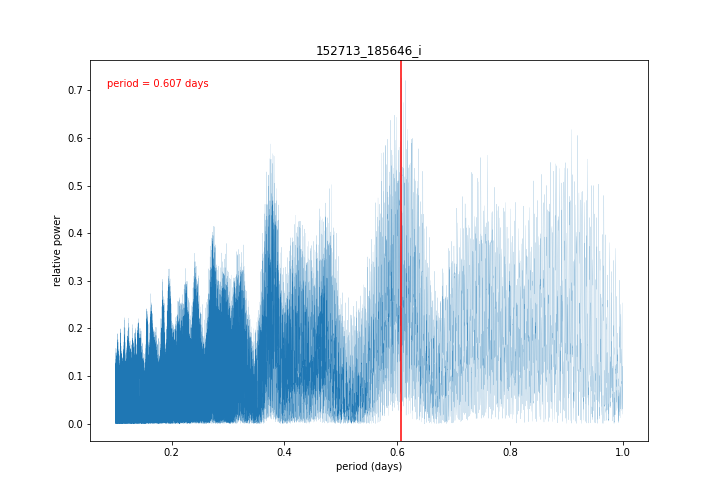 152713_185646_i
period = 0.607 days
relative power
0.7
0.6
0.5
0.4
0.3
0.2
0.1
0.0
0.2 0.4 0.6 0.8 1.0
period (days)